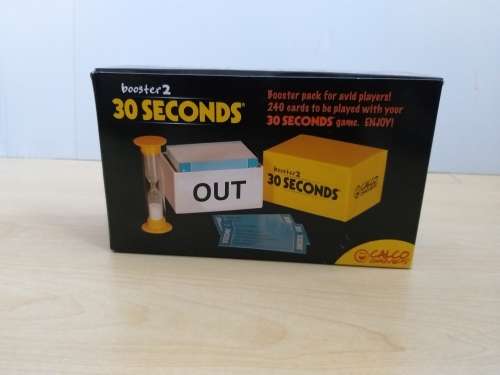 booster2
30 SECONDS®
Booster pack for avid players!
240 cards to be played with your
30 SECONDS game. ENJOY!
OUT
booster2
30 SECONDS
CALCO